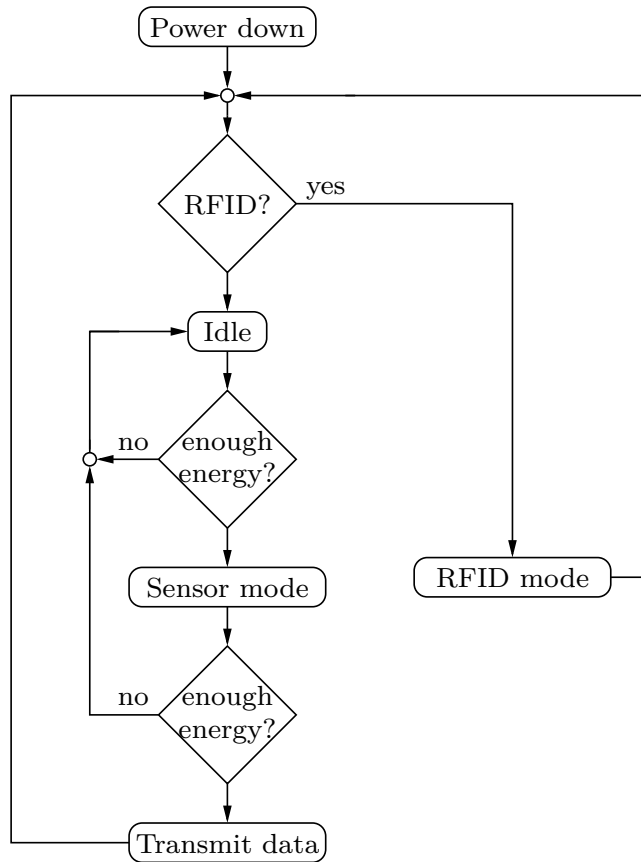 Power down
yes
RFID?
Idle
no
enough
energy?
Sensor mode
RFID mode
no
enough
energy?
Transmit data